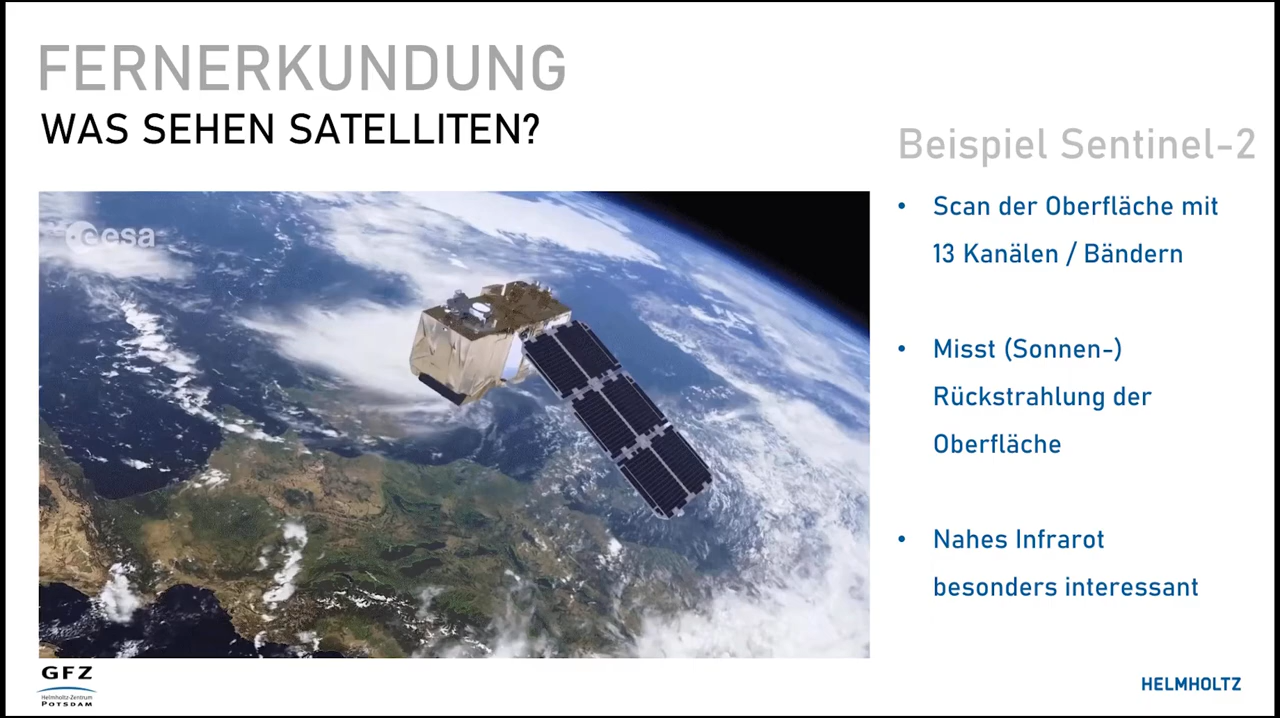 FERNERKUNDUNG
WAS SEHEN SATELLITEN?
Beispiel Sentinel-2
esa
• Scan der Oberfläche mit
13 Kanälen / Bändern
• Misst (Sonnen-)
Rückstrahlung der
Oberfläche
• Nahes Infrarot
besonders interessant
GFZ
Helmholtz-Zentrum
POTSDAM
HELMHOLTZ